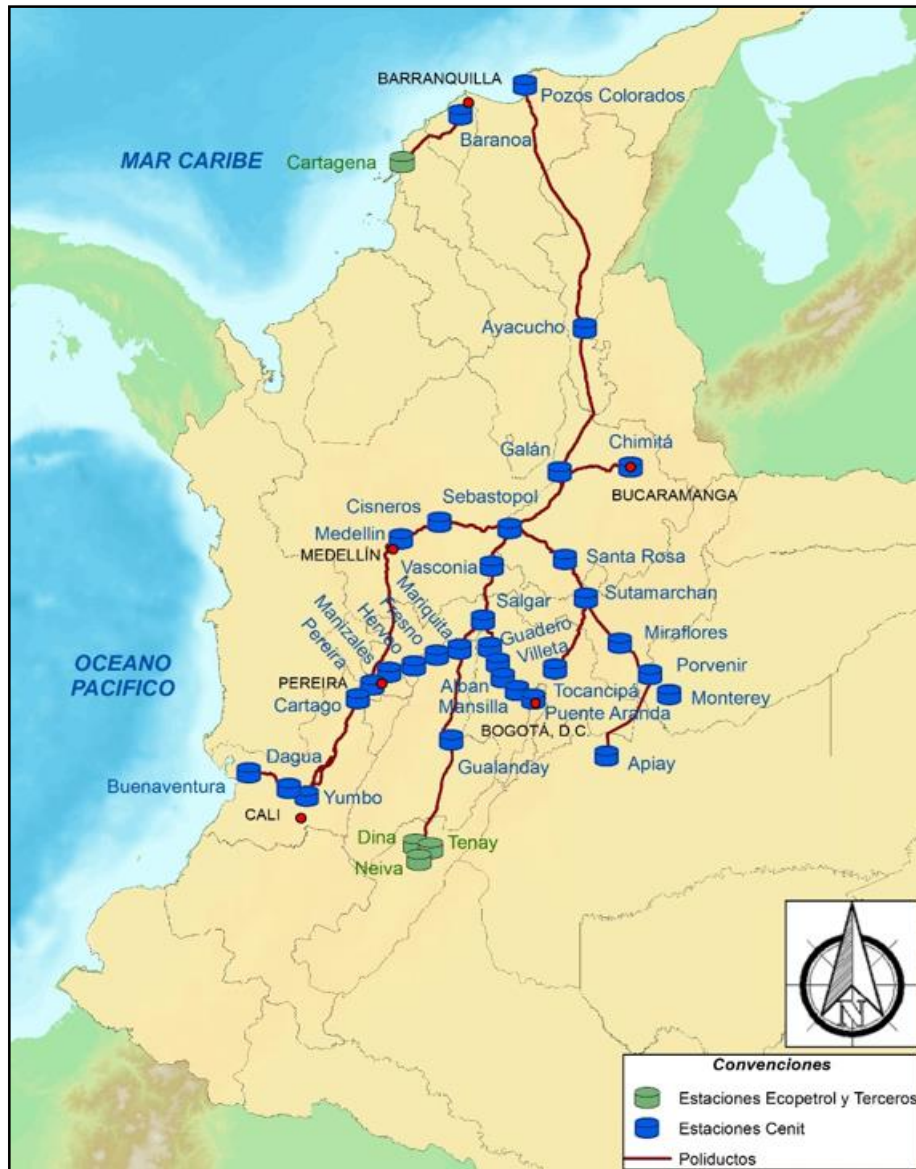 BARRANQUILLA
Pozos Colorados
Baranoa
MAR CARIBE
Cartagena
Ayacucho
Galán
Chimitá
BUCARAMANGA
Sebastopol
Cisneros
Medellin
MEDELLÍN
Vasconia
Santa Rosa
Sutamarchan
Salgar
Mariquita
Fresno
Herveo
Manizales
Pereira
Guadero
Villeta
Miraflores
OCEANO
PACIFICO
PEREIRA
Cartago
Alban
Mansilla
Tocancipá
Puente Aranda
BOGOTÁ, D.C.
Porvenir
Monterey
Apiay
Gualanday
Dagua
Buenaventura
Yumbo
CALI
Dina
Tenay
Neiva
N
Convenciones
Estaciones Ecopetrol y Terceros
Estaciones Cenit
Poliductos